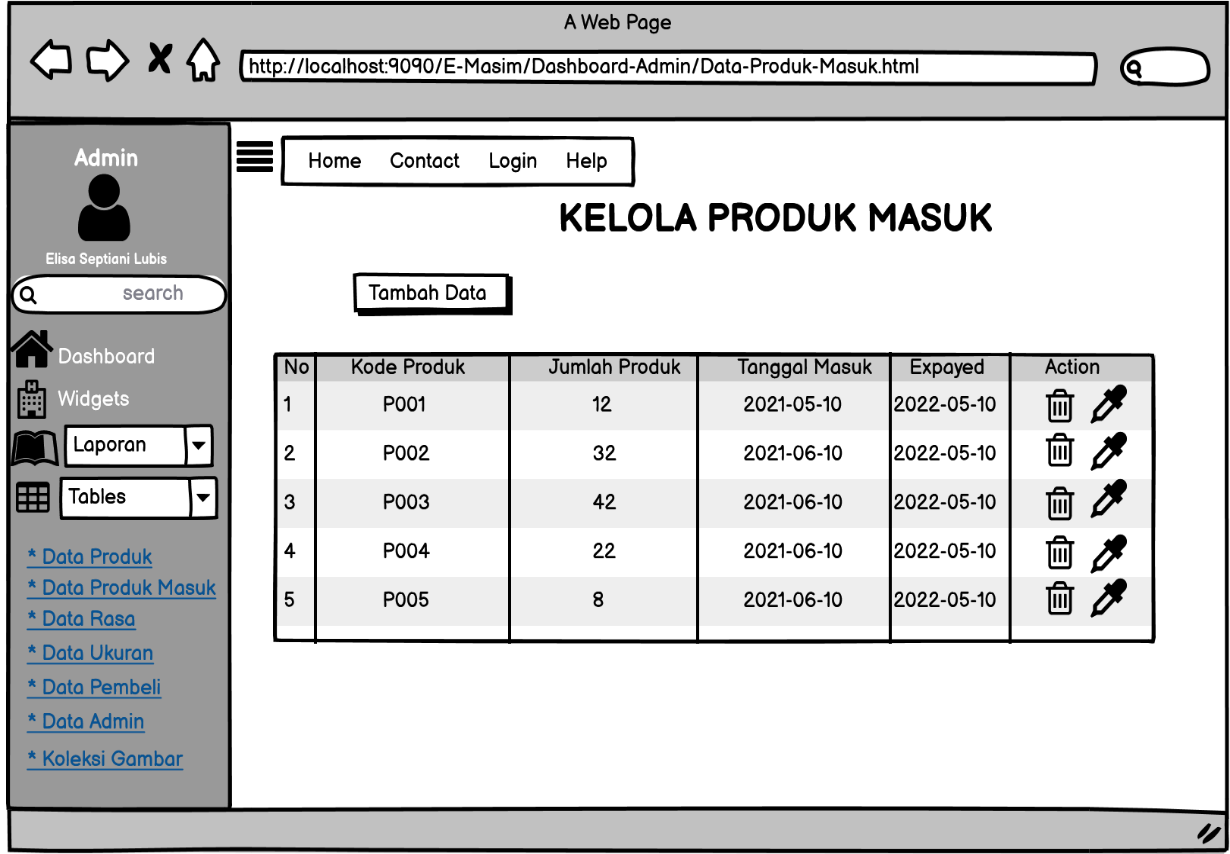 A Web Page
http://localhost:9090/E-Masim/Dashboard-Admin/Data-Produk-Masuk.html
Admin
Elisa Septiani Lubis
search
Dashboard
Widgets
Laporan
Tables
* Data Produk
* Data Produk Masuk
* Data Rasa
* Data Ukuran
* Data Pembeli
* Data Admin
* Koleksi Gambar
Home Contact Login Help
KELOLA PRODUK MASUK
Tambah Data
No Kode Produk Jumlah Produk Tanggal Masuk Expayed Action
1 P001 12 2021-05-10 2022-05-10
2 P002 32 2021-06-10 2022-05-10
3 P003 42 2021-06-10 2022-05-10
4 P004 22 2021-06-10 2022-05-10
5 P005 8 2021-06-10 2022-05-10